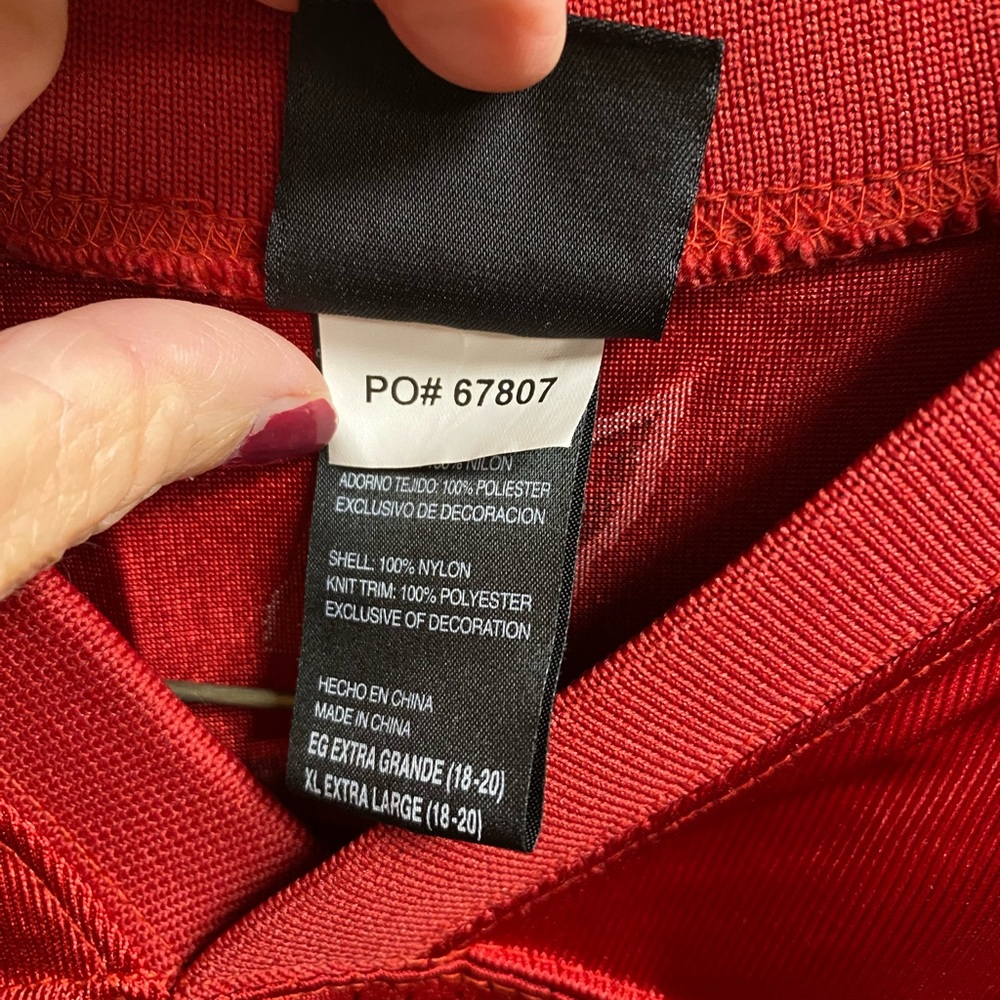 PO# 67807
NILON
ADORNO TEJIDO: 100% POLIESTER
EXCLUSIVO DE DECORACION
SHELL: 100% NYLON
KNIT TRIM: 100% POLYESTER
EXCLUSIVE OF DECORATION
HECHO EN CHINA
MADE IN CHINA
EG EXTRA GRANDE (18-20)
XL EXTRA LARGE (18-20)